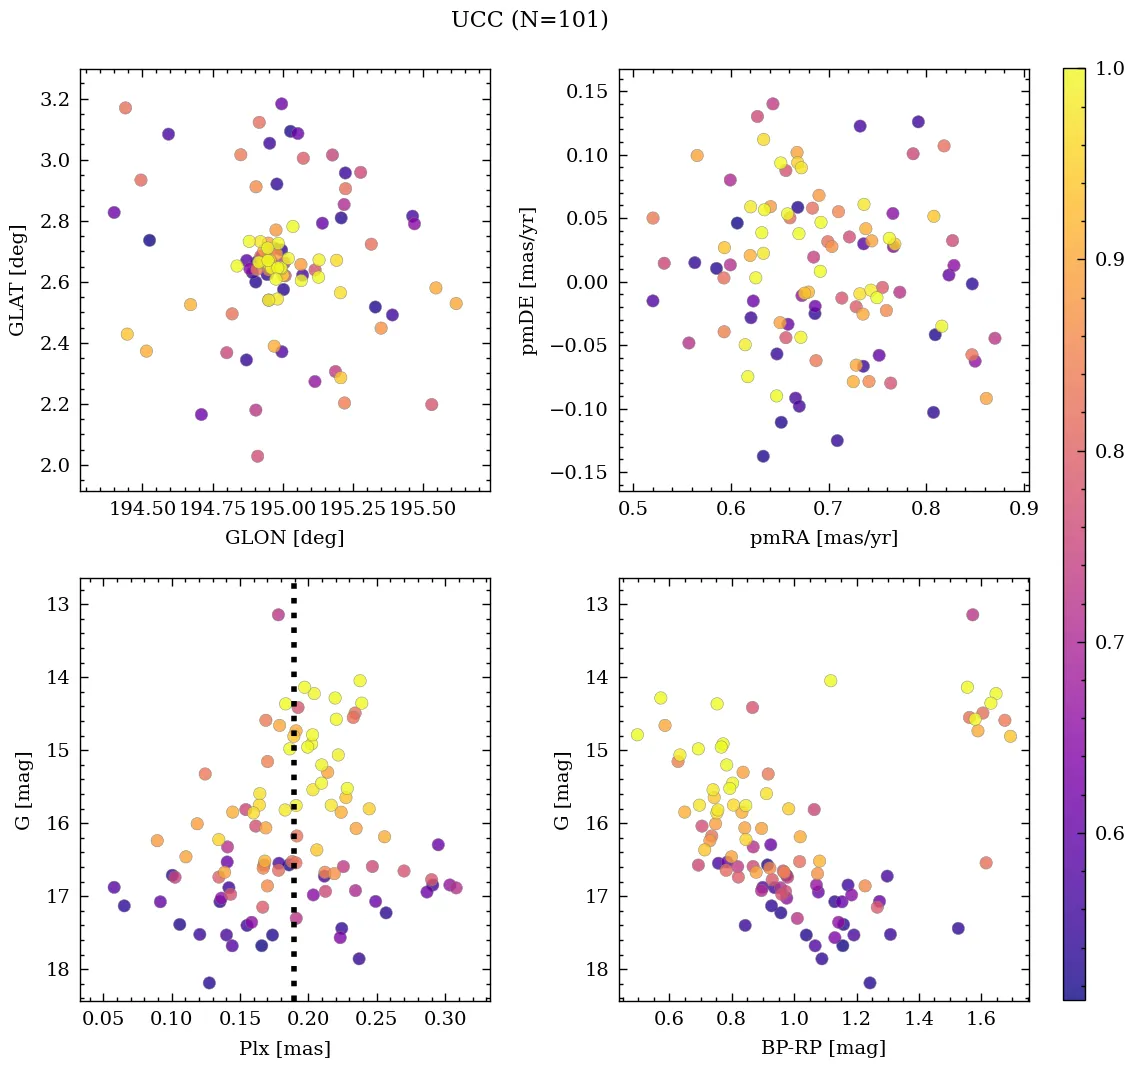 UCC (N=101)
3.2
3.0
2.8
2.6
2.4
2.2
2.0
GLAT [deg]
194.50 194.75 195.00 195.25 195.50
GLON [deg]
0.15
0.10
0.05
0.00
−0.05
−0.10
−0.15
pmDE [mas/yr]
0.5 0.6 0.7 0.8 0.9
pmRA [mas/yr]
13
14
15
16
17
18
G [mag]
0.05 0.10 0.15 0.20 0.25 0.30
Plx [mas]
13
14
15
16
17
18
G [mag]
0.6 0.8 1.0 1.2 1.4 1.6
BP-RP [mag]
1.0
0.9
0.8
0.7
0.6